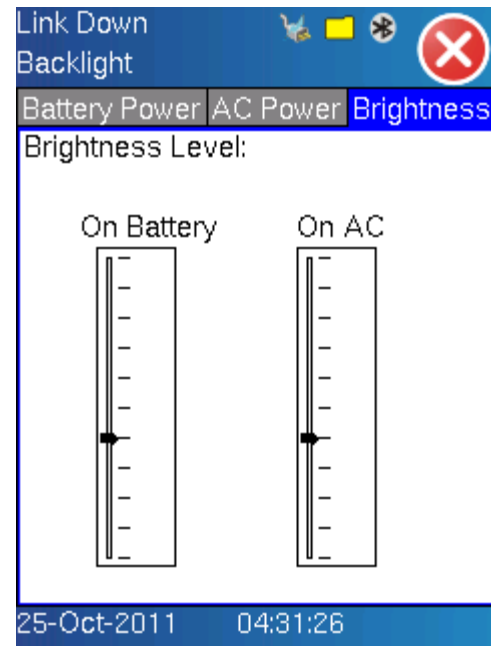 Link Down
Backlight
Battery Power AC Power Brightness
Brightness Level:
On Battery On AC
25-Oct-2011 04:31:26